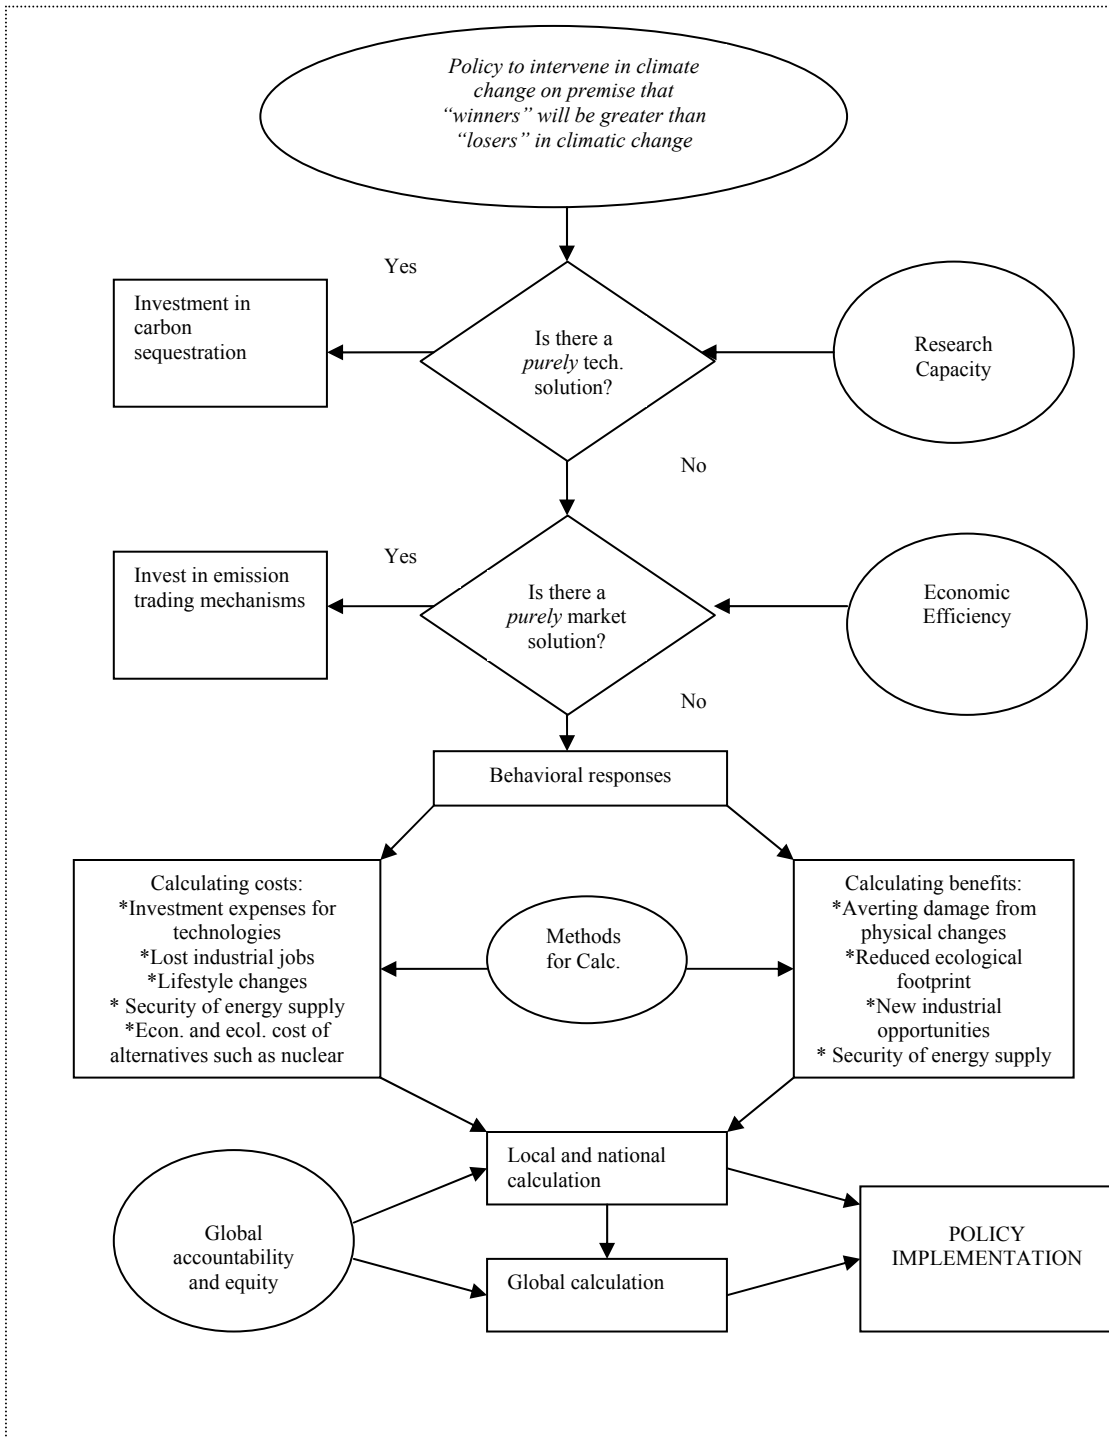 Policy to intervene in climate
change on premise that
“winners” will be greater than
“losers” in climatic change
Yes
Investment in
carbon
sequestration
Is there a
purely tech.
solution?
Research
Capacity
No
Yes
Invest in emission
trading mechanisms
Is there a
purely market
solution?
Economic
Efficiency
No
Behavioral responses
Calculating costs:
*Investment expenses for
technologies
*Lost industrial jobs
*Lifestyle changes
* Security of energy supply
*Econ. and ecol. cost of
alternatives such as nuclear
Methods
for Calc.
Calculating benefits:
*Averting damage from
physical changes
*Reduced ecological
footprint
*New industrial
opportunities
* Security of energy supply
Local and national
calculation
Global
accountability
and equity
Global calculation
POLICY
IMPLEMENTATION